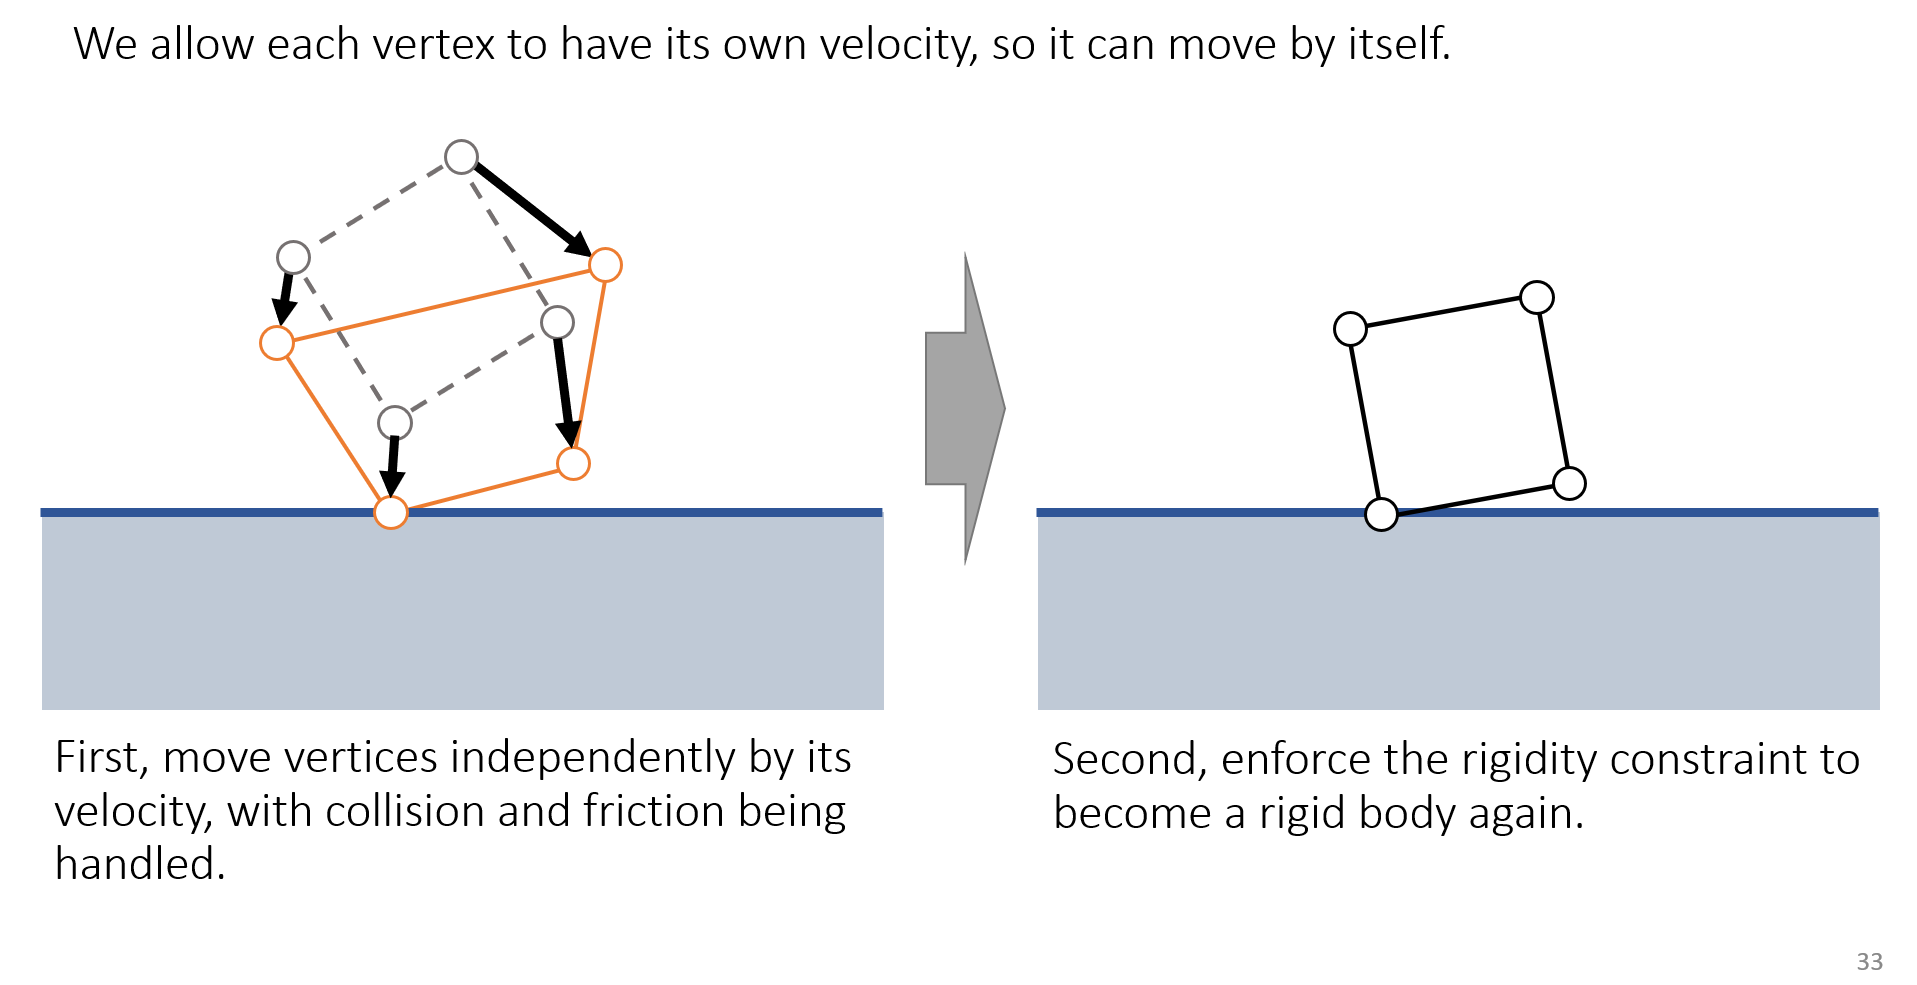 We allow each vertex to have its own velocity, so it can move by itself.
First, move vertices independently by its
velocity, with collision and friction being
handled.
Second, enforce the rigidity constraint to
become a rigid body again.
33